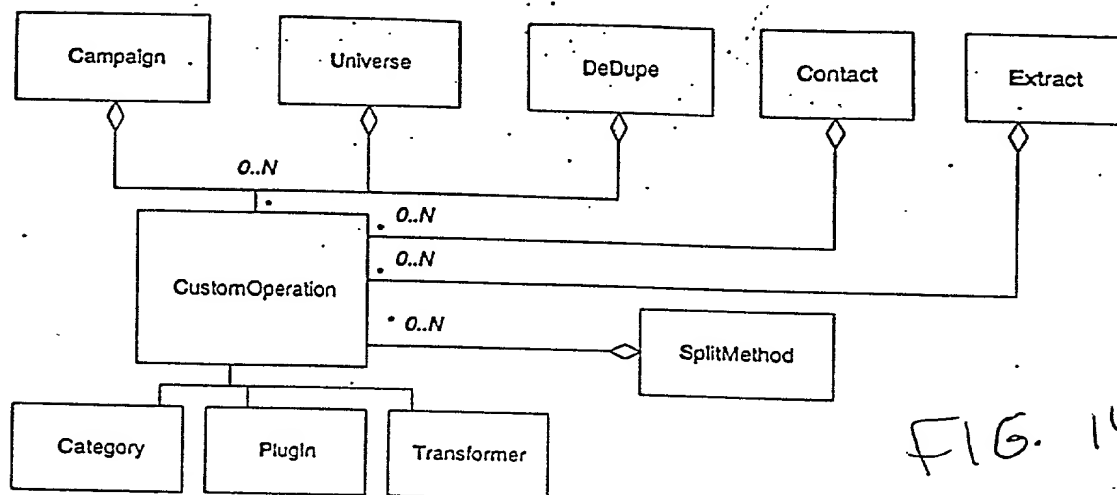 Campaign
Universe
DeDupe
Contact
Extract
0..N
*
0..N
*
0..N
*
CustomOperation
* 0..N
SplitMethod
Category
PlugIn
Transformer
FIG.